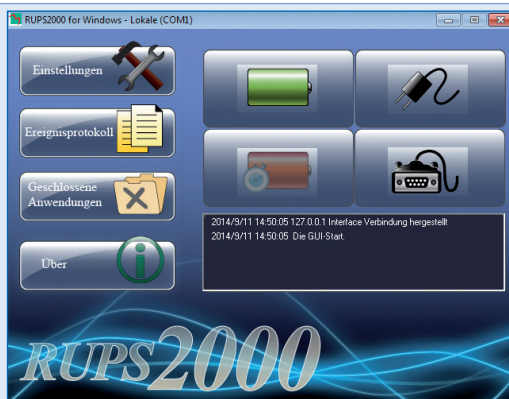 RUPS2000 for Windows - Lokale (COM1)
Einstellungen
Ereignisprotokoll
Geschlossene
Anwendungen
Über
2014/9/11 14:50:05 127.0.0.1 Interface Verbindung hergestellt
2014/9/11 14:50:05 Die GUI-Start.
RUPS2000